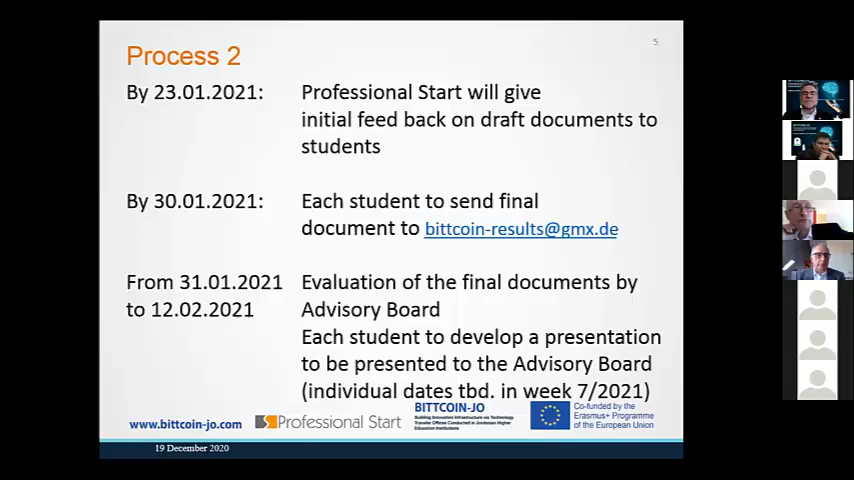 5
Process 2
By 23.01.2021: Professional Start will give
initial feed back on draft documents to
students
By 30.01.2021: Each student to send final
document to bittcoin-results@gmx.de
From 31.01.2021 Evaluation of the final documents by
to 12.02.2021 Advisory Board
Each student to develop a presentation
to be presented to the Advisory Board
(individual dates tbd. in week 7/2021)
www.bittcoin-jo.com
Professional Start
BITTCOIN-JO
Building Innovation Infrastructure via Technology
Transfer Offices Conducted in Jordanian Higher
Education Institutions
Co-funded by the
Erasmus+ Programme
of the European Union
19 December 2020